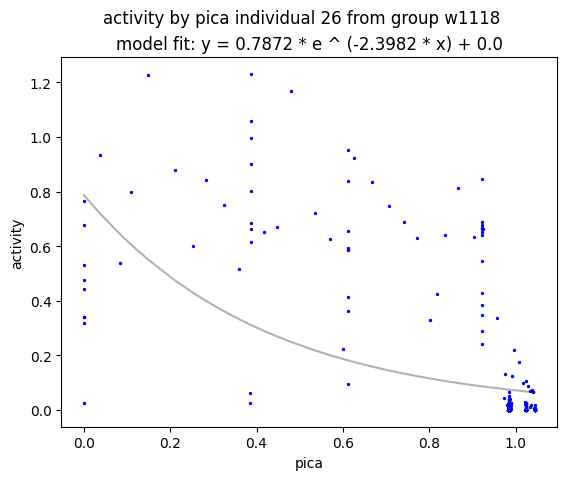 activity by pica individual 26 from group w1118
model fit: y = 0.7872 * e ^ (-2.3982 * x) + 0.0
1.2
1.0
0.8
0.6
0.4
0.2
0.0
activity
0.0 0.2 0.4 0.6 0.8 1.0
pica